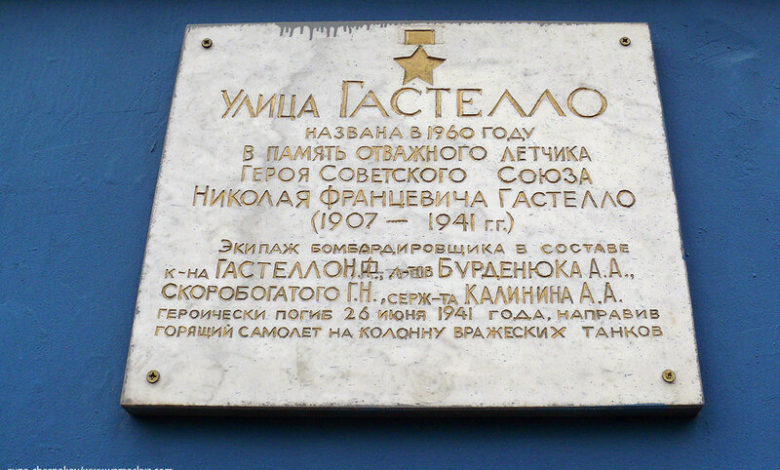 УЛИЦА ГАСТЕЛЛО
НАЗВАНА В 1960 ГОДУ
В ПАМЯТЬ ОТВАЖНОГО ЛЕТЧИКА
ГЕРОЯ СОВЕТСКОГО СОЮЗА
НИКОЛАЯ ФРАНЦЕВИЧА ГАСТЕЛЛО
(1907 — 1941 г.г.)
ЭКИПАЖ БОМБАРДИРОВЩИКА В СОСТАВЕ
К-НА ГАСТЕЛЛО Н.Ф., Л-ТОВ БУРДЕНЮКА А.А.,
СКОРОБОГАТОГО Г.Н., СЕРЖ-ТА КАЛИНИНА А.А.
ГЕРОИЧЕСКИ ПОГИБ 26 ИЮНЯ 1941 ГОДА, НАПРАВИВ
ГОРЯЩИЙ САМОЛЕТ НА КОЛОННУ ВРАЖЕСКИХ ТАНКОВ